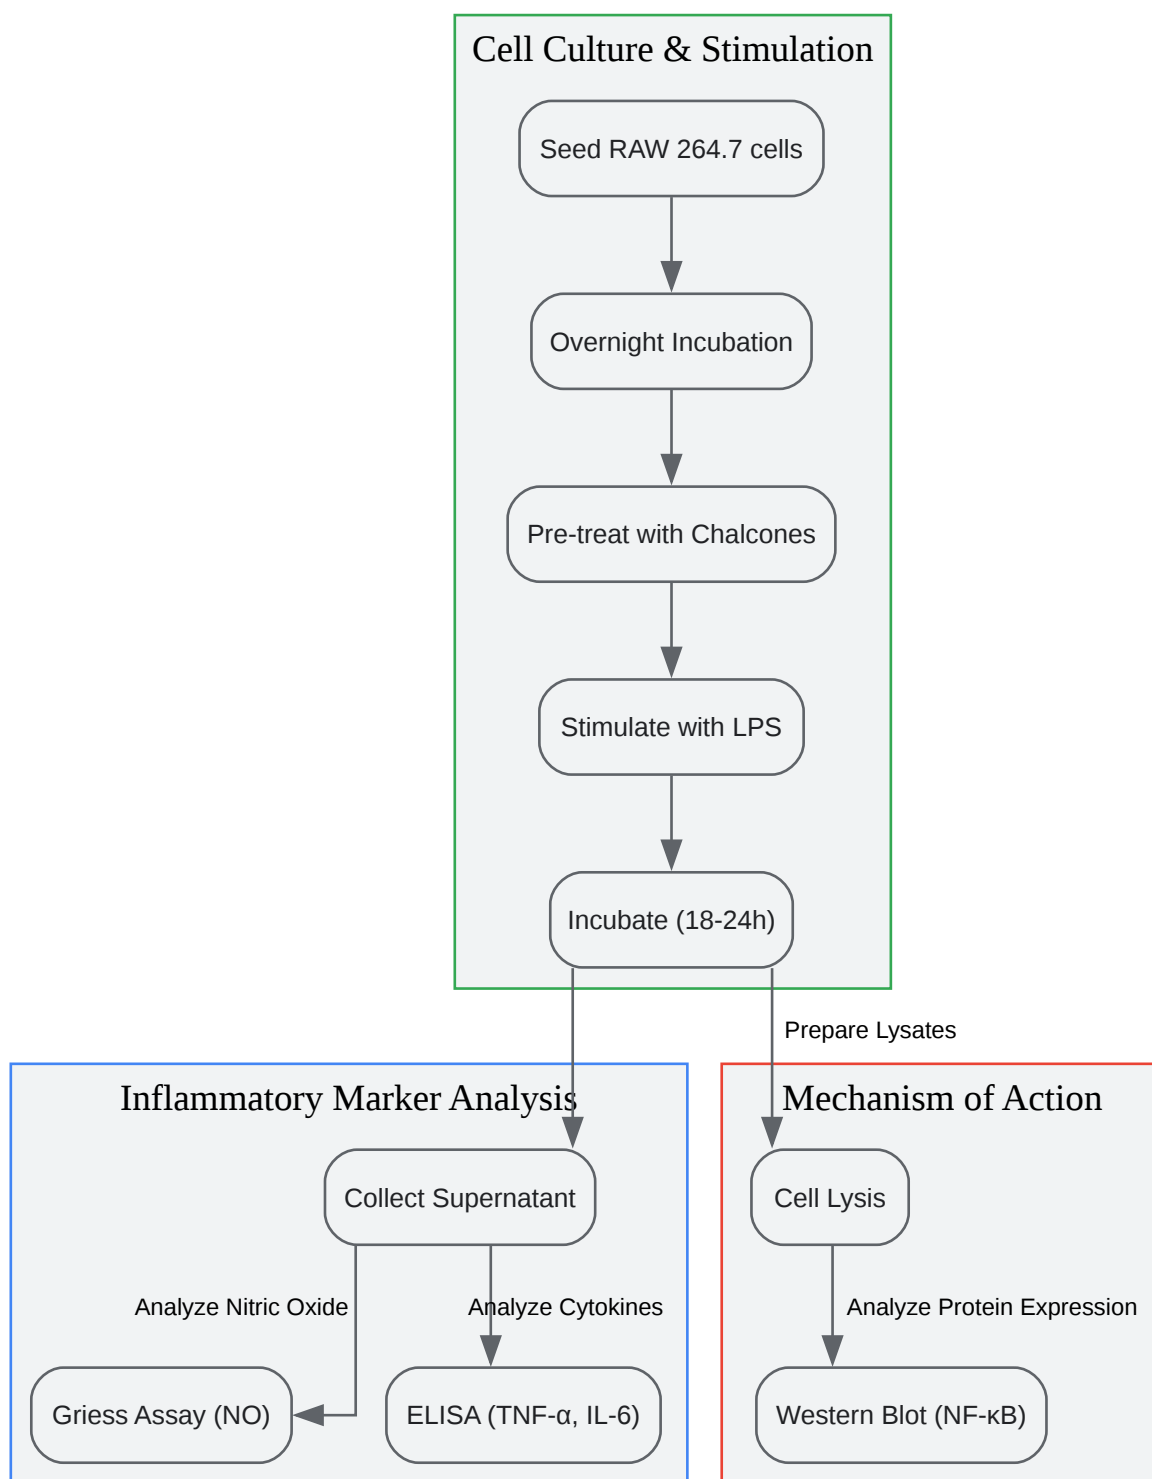 Cell Culture & Stimulation
Seed RAW 264.7 cells
Overnight Incubation
Pre-treat with Chalcones
Stimulate with LPS
Incubate (18-24h)
Prepare Lysates
Inflammatory Marker Analysis
Mechanism of Action
Collect Supernatant
Cell Lysis
Analyze Nitric Oxide
Analyze Cytokines
Analyze Protein Expression
Griess Assay (NO)
ELISA (TNF-α, IL-6)
Western Blot (NF-κB)